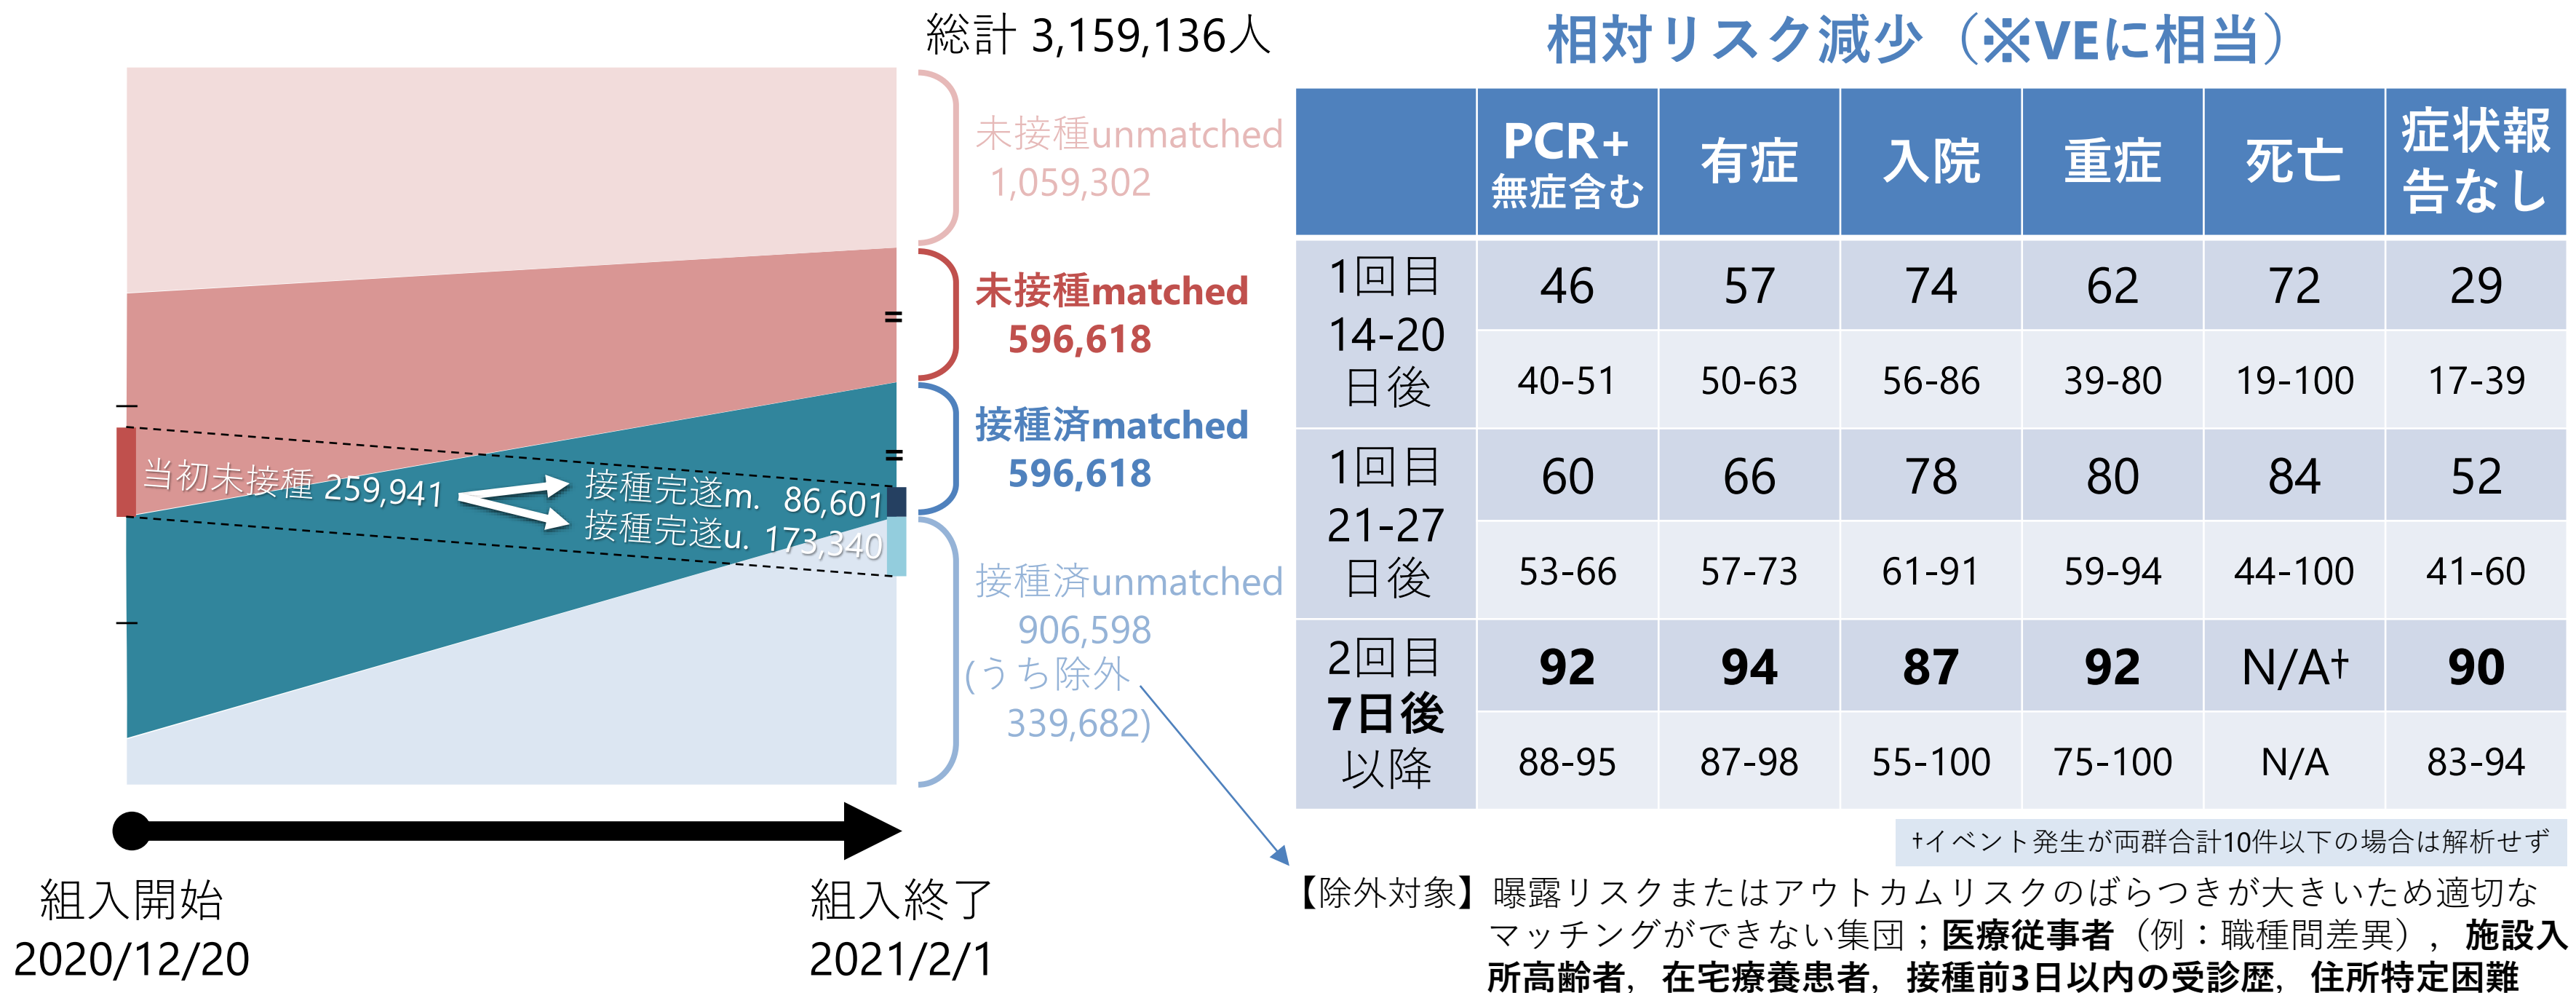 総計 3,159,136人
未接種unmatched
1,059,302
未接種matched
596,618
接種済matched
596,618
接種済unmatched
906,598
(うち除外
339,682)
=
=
当初未接種 259,941
接種完遂m. 86,601
接種完遂u. 173,340
組入開始
2020/12/20
組入終了
2021/2/1
相対リスク減少（※VEに相当）
PCR+
無症含む
有症
入院
重症
死亡
症状報
告なし
1回目
14-20
日後
46 57 74 62 72 29
40-51 50-63 56-86 39-80 19-100 17-39
1回目
21-27
日後
60 66 78 80 84 52
53-66 57-73 61-91 59-94 44-100 41-60
2回目
7日後
以降
92 94 87 92 N/A† 90
88-95 87-98 55-100 75-100 N/A 83-94
†イベント発生が両群合計10件以下の場合は解析せず
【除外対象】曝露リスクまたはアウトカムリスクのばらつきが大きいため適切な
マッチングができない集団；医療従事者（例：職種間差異），施設入
所高齢者，在宅療養患者，接種前3日以内の受診歴，住所特定困難